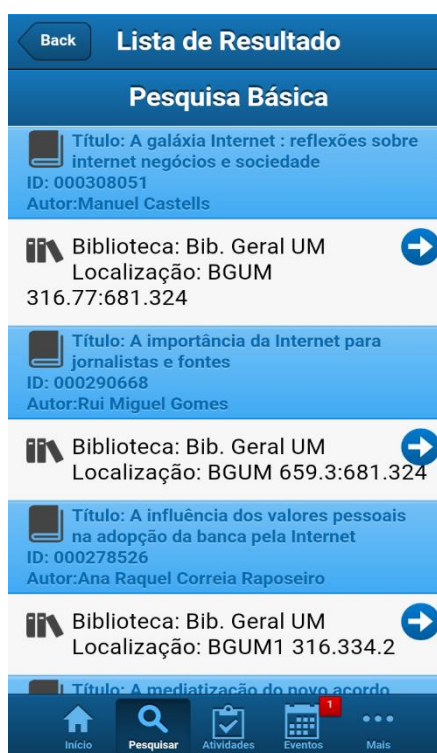 Back
Lista de Resultado
Pesquisa Básica
Título: A galáxia Internet : reflexões sobre
internet negócios e sociedade
ID: 000308051
Autor:Manuel Castells
Biblioteca: Bib. Geral UM
Localização: BGUM
316.77:681.324
Título: A importância da Internet para
jornalistas e fontes
ID: 000290668
Autor:Rui Miguel Gomes
Biblioteca: Bib. Geral UM
Localização: BGUM 659.3:681.324
Título: A influência dos valores pessoais
na adopção da banca pela Internet
ID: 000278526
Autor:Ana Raquel Correia Raposeiro
Biblioteca: Bib. Geral UM
Localização: BGUM1 316.334.2
Título: A mediatização do novo acordo
1
Início Pesquisar Atividades Eventos Mais